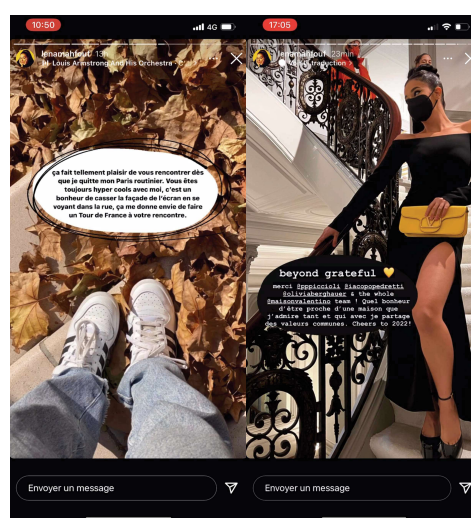 10:50
4G
lenamahfouf 13h
Louis Armstrong And His Orchestra
ça fait tellement plaisir de vous rencontrer dès
que je quitte mon Paris routinier. Vous êtes
toujours hyper cools avec moi, c'est un
bonheur de casser la façade de l'écran en se
voyant dans la rue, ça me donne envie de faire
un Tour de France à votre rencontre.
Envoyer un message
17:05
lenamahfouf 23min
traduction
beyond grateful 💛
merci @pppiccioli @iacopopedretti
@oliviaberghauer & the whole
@maisonvalentino team ! Quel bonheur
d'être proche d'une maison que
j'admire tant et qui avec je partage
des valeurs communes. Cheers to 2022!
Envoyer un message